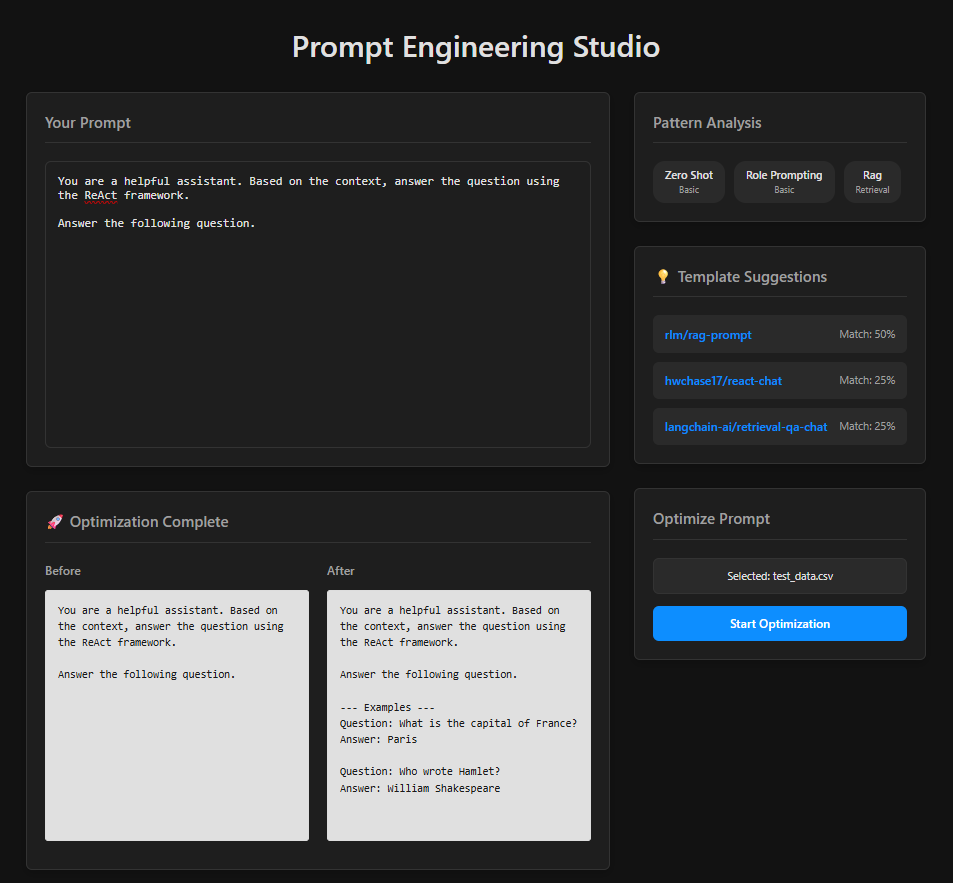 Prompt Engineering Studio
Your Prompt
You are a helpful assistant. Based on the context, answer the question using
the ReAct framework.
Answer the following question.
Pattern Analysis
Zero Shot
Basic
Role Prompting
Basic
Rag
Retrieval
💡 Template Suggestions
rlm/rag-prompt Match: 50%
hwchase17/react-chat Match: 25%
langchain-ai/retrieval-qa-chat Match: 25%
🚀 Optimization Complete
Before
You are a helpful assistant. Based on
the context, answer the question using
the ReAct framework.
Answer the following question.
After
You are a helpful assistant. Based on
the context, answer the question using
the ReAct framework.
Answer the following question.
--- Examples ---
Question: What is the capital of France?
Answer: Paris
Question: Who wrote Hamlet?
Answer: William Shakespeare
Optimize Prompt
Selected: test_data.csv
Start Optimization